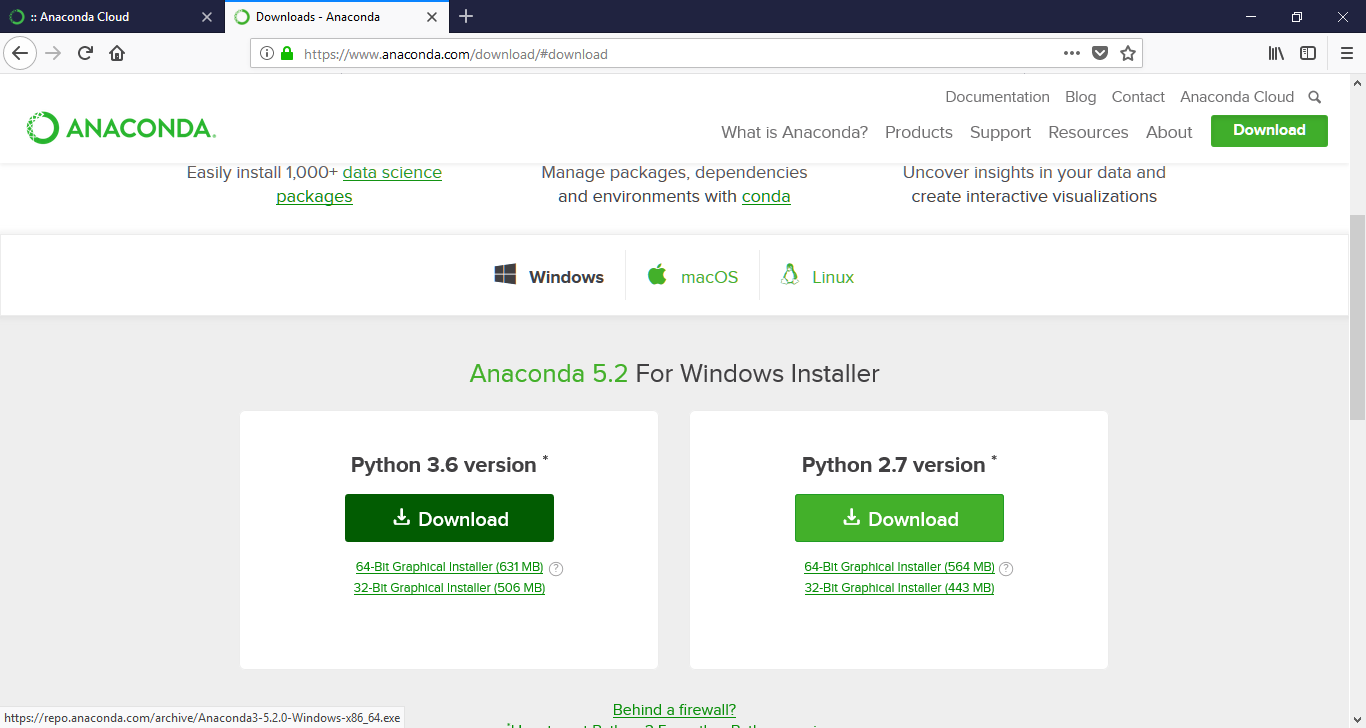 :: Anaconda Cloud
Downloads - Anaconda
https://www.anaconda.com/download/#download
Documentation Blog Contact Anaconda Cloud
ANACONDA.
What is Anaconda? Products Support Resources About Download
Easily install 1,000+ data science
packages
Manage packages, dependencies
and environments with conda
Uncover insights in your data and
create interactive visualizations
Windows macOS Linux
Anaconda 5.2 For Windows Installer
Python 3.6 version *
Download
64-Bit Graphical Installer (631 MB) ?
32-Bit Graphical Installer (506 MB)
Python 2.7 version *
Download
64-Bit Graphical Installer (564 MB) ?
32-Bit Graphical Installer (443 MB)
Behind a firewall?
https://repo.anaconda.com/archive/Anaconda3-5.2.0-Windows-x86_64.exe